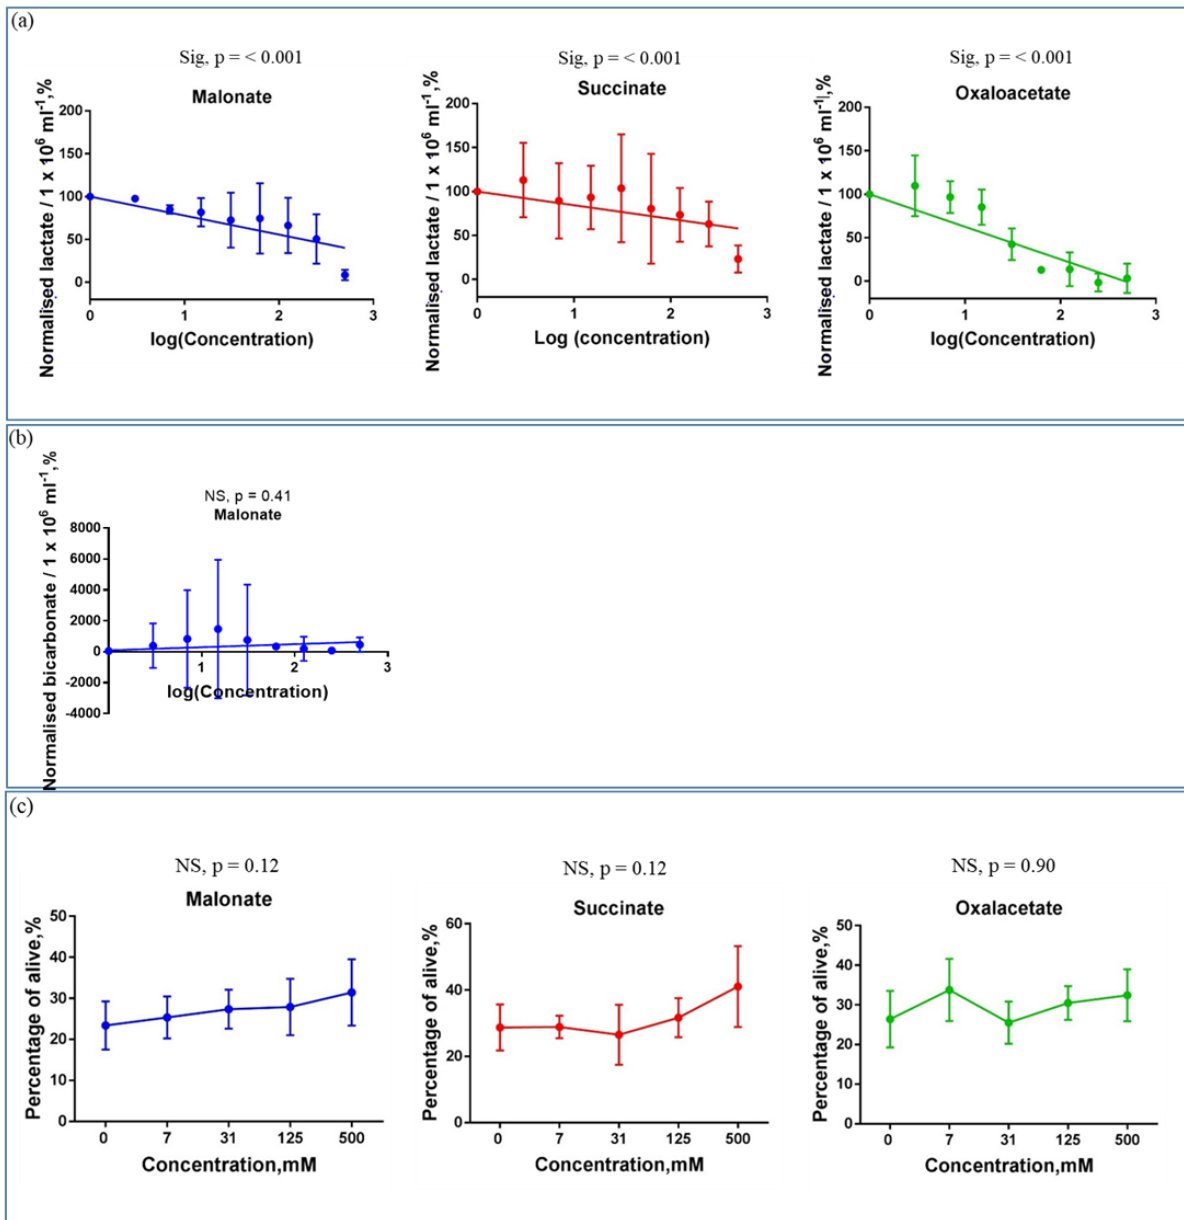 (a)
Sig, p = < 0.001
Malonate
Normalised lactate / 1 x 10⁶ ml⁻¹,%
200
150
100
50
0
0 1 2 3
log(Concentration)
Sig, p = < 0.001
Succinate
Normalised lactate / 1 x 10⁶ ml⁻¹,%
200
150
100
50
0
0 1 2 3
Log (concentration)
Sig, p = < 0.001
Oxaloacetate
Normalised lactate / 1 x 10⁶ ml⁻¹|,%
200
150
100
50
0
0 1 2 3
log(Concentration)
(b)
NS, p = 0.41
Malonate
Normalised bicarbonate / 1 x 10⁶ ml⁻¹,%
8000
6000
4000
2000
0
-2000
-4000
1 2 3
log(Concentration)
(c)
NS, p = 0.12
Malonate
Percentage of alive,%
50
40
30
20
10
0
0 7 31 125 500
Concentration,mM
NS, p = 0.12
Succinate
Percentage of alive,%
60
40
20
0
0 7 31 125 500
Concentration,mM
NS, p = 0.90
Oxalacetate
Percentage of alive,%
50
40
30
20
10
0
0 7 31 125 500
Concentration,mM